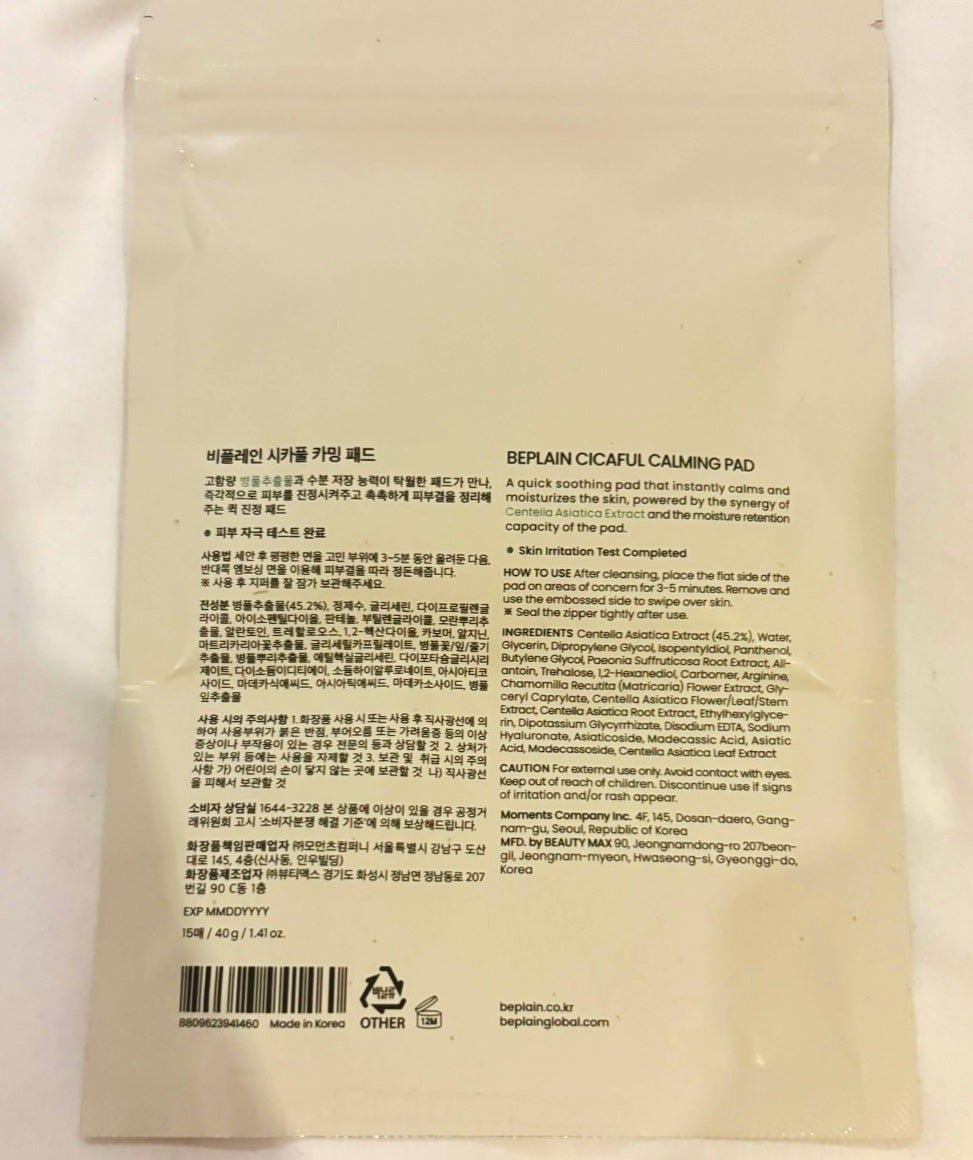 비플레인 시카풀 카밍 패드
고함량 병풀추출물과 수분 저장 능력이 탁월한 패드가 만나,
즉각적으로 피부를 진정시켜주고 촉촉하게 피부결을 정리해
주는 퀵 진정 패드
● 피부 자극 테스트 완료
사용법 세안 후 평평한 면을 고민 부위에 3~5분 동안 올려둔 다음,
반대쪽 엠보싱 면을 이용해 피부결을 따라 정돈해줍니다.
※ 사용 후 지퍼를 잘 잠가 보관해주세요.
전성분 병풀추출물(45.2%), 정제수, 글리세린, 다이프로필렌글
라이콜, 아이소펜틸다이올, 판테놀, 부틸렌글라이콜, 모란뿌리추
출물, 알란토인, 트레할로오스, 1,2-헥산다이올, 카보머, 알지닌,
마트리카리아꽃추출물, 글리세릴카프릴레이트, 병풀꽃/잎/줄기
추출물, 병풀뿌리추출물, 에틸헥실글리세린, 다이포타슘글리시리
제이트, 다이소듐이디티에이, 소듐하이알루로네이트, 아시아티코
사이드, 마데카식애씨드, 아시아틱애씨드, 마데카소사이드, 병풀
잎추출물
사용 시의 주의사항 1. 화장품 사용 시 또는 사용 후 직사광선에 의
하여 사용부위가 붉은 반점, 부어오름 또는 가려움증 등의 이상
증상이나 부작용이 있는 경우 전문의 등과 상담할 것 2. 상처가
있는 부위 등에는 사용을 자제할 것 3. 보관 및 취급 시의 주의
사항 가) 어린이의 손이 닿지 않는 곳에 보관할 것 나) 직사광선
을 피해서 보관할 것
소비자 상담실 1644-3228 본 상품에 이상이 있을 경우 공정거
래위원회 고시 '소비자분쟁 해결 기준'에 의해 보상해드립니다.
화장품책임판매업자 ㈜모먼츠컴퍼니 서울특별시 강남구 도산
대로 145, 4층(신사동, 인우빌딩)
화장품제조업자 ㈜뷰티맥스 경기도 화성시 정남면 정남동로 207
번길 90 C동 1층
EXP MMDDYYYY
15매 / 40 g / 1.41 oz.
8809623941460 Made in Korea
비닐류
OTHER
12M
BEPLAIN CICAFUL CALMING PAD
A quick soothing pad that instantly calms and
moisturizes the skin, powered by the synergy of
Centella Asiatica Extract and the moisture retention
capacity of the pad.
● Skin Irritation Test Completed
HOW TO USE After cleansing, place the flat side of the
pad on areas of concern for 3-5 minutes. Remove and
use the embossed side to swipe over skin.
※ Seal the zipper tightly after use.
INGREDIENTS Centella Asiatica Extract (45.2%), Water,
Glycerin, Dipropylene Glycol, Isopentyldiol, Panthenol,
Butylene Glycol, Paeonia Suffruticosa Root Extract, All-
antoin, Trehalose, 1,2-Hexanediol, Carbomer, Arginine,
Chamomilla Recutita (Matricaria) Flower Extract, Gly-
ceryl Caprylate, Centella Asiatica Flower/Leaf/Stem
Extract, Centella Asiatica Root Extract, Ethylhexylglyce-
rin, Dipotassium Glycyrrhizate, Disodium EDTA, Sodium
Hyaluronate, Asiaticoside, Madecassic Acid, Asiatic
Acid, Madecassoside, Centella Asiatica Leaf Extract
CAUTION For external use only. Avoid contact with eyes.
Keep out of reach of children. Discontinue use if signs
of irritation and/or rash appear.
Moments Company Inc. 4F, 145, Dosan-daero, Gang-
nam-gu, Seoul, Republic of Korea
MFD. by BEAUTY MAX 90, Jeongnamdong-ro 207beon-
gil, Jeongnam-myeon, Hwaseong-si, Gyeonggi-do,
Korea
beplain.co.kr
beplainglobal.com